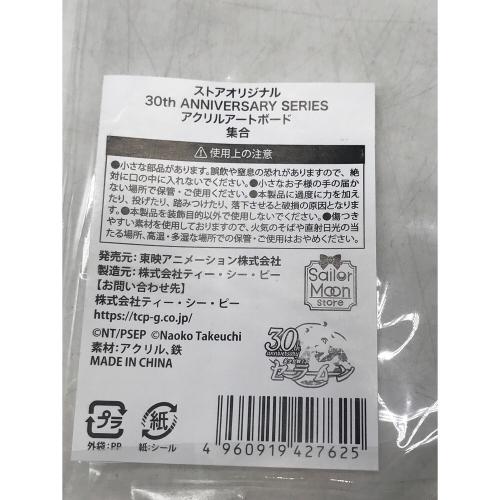 ストアオリジナル
30th ANNIVERSARY SERIES
アクリルアートボード
集合
使用上の注意
●小さな部品があります。誤飲や窒息の恐れがありますので、絶
対に口の中に入れないでください。●小さなお子様の手の届か
ない場所で保管・ご使用ください。●本製品に過度に力を加え
たり、投げたり、踏みつけたり、落下させると破損の原因となりま
す。●本製品を装飾目的以外で使用しないでください。●傷つき
やすい素材を使用しておりますので、火気のそばや直射日光の当
たる場所、高温・多湿な場所での保管・ご使用はおやめください。
発売元：東映アニメーション株式会社
製造元：株式会社ティー・シー・ピー
【お問い合わせ先】
株式会社ティー・シー・ピー
https://tcp-g.co.jp/
©NT/PSEP ©Naoko Takeuchi
素材：アクリル、鉄
MADE IN CHINA
Sailor
Moon
store
30th
anniversary
セーラームーン
プラ
外袋：PP
紙
紙：シール
4 960919 427625